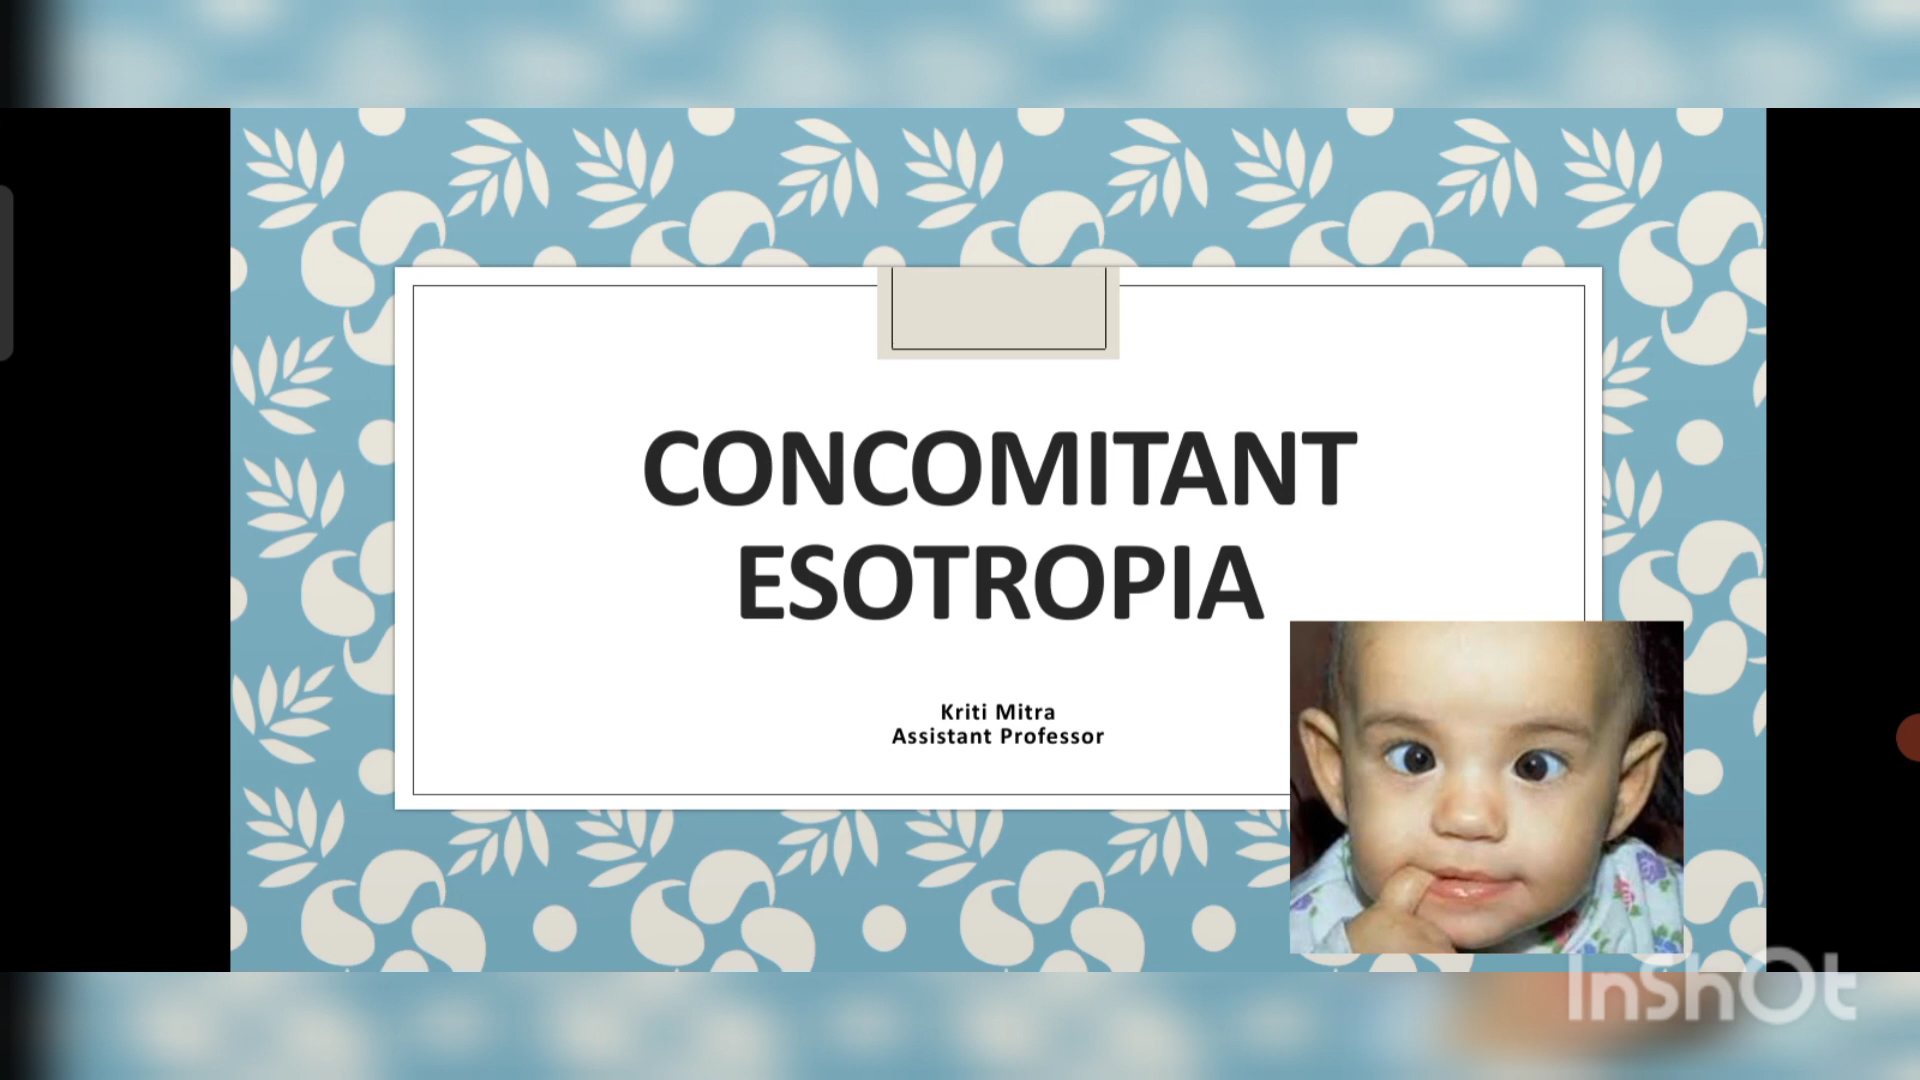 CONCOMITANT
ESOTROPIA
Kriti Mitra
Assistant Professor
InShOt